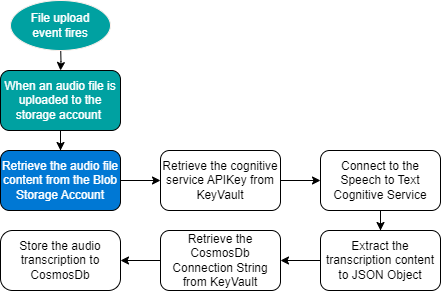 File upload
event fires
When an audio file is
uploaded to the
storage account
Retrieve the audio file
content from the Blob
Storage Account
Retrieve the cognitive
service APIKey from
KeyVault
Connect to the
Speech to Text
Cognitive Service
Store the audio
transcription to
CosmosDb
Retrieve the
CosmosDb
Connection String
from KeyVault
Extract the
transcription content
to JSON Object